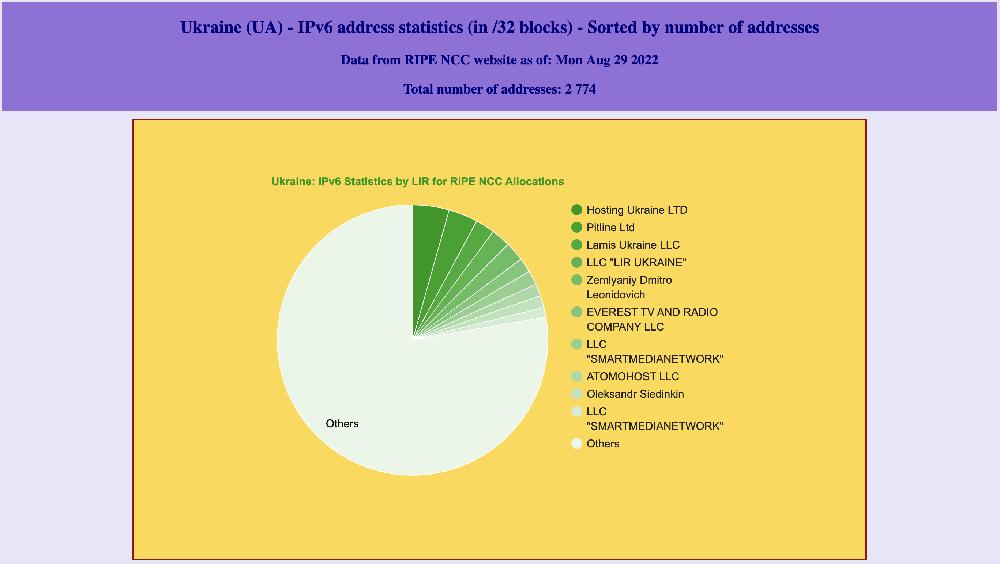 Ukraine (UA) - IPv6 address statistics (in /32 blocks) - Sorted by number of addresses
Data from RIPE NCC website as of: Mon Aug 29 2022
Total number of addresses: 2 774
Ukraine: IPv6 Statistics by LIR for RIPE NCC Allocations
Others
Hosting Ukraine LTD
Pitline Ltd
Lamis Ukraine LLC
LLC "LIR UKRAINE"
Zemlyaniy Dmitro
Leonidovich
EVEREST TV AND RADIO
COMPANY LLC
LLC
"SMARTMEDIANETWORK"
ATOMOHOST LLC
Oleksandr Siedinkin
LLC
"SMARTMEDIANETWORK"
Others